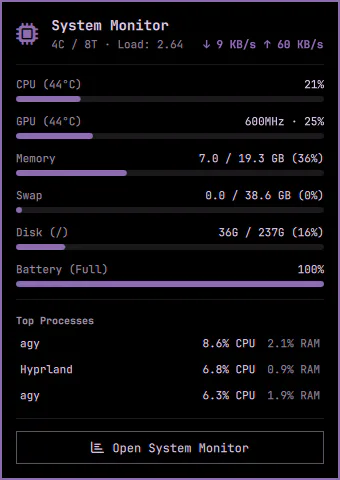 System Monitor
4C / 8T · Load: 2.64 ↓ 9 KB/s ↑ 60 KB/s
CPU (44°C) 21%
GPU (44°C) 600MHz · 25%
Memory 7.0 / 19.3 GB (36%)
Swap 0.0 / 38.6 GB (0%)
Disk (/) 36G / 237G (16%)
Battery (Full) 100%
Top Processes
agy 8.6% CPU 2.1% RAM
Hyprland 6.8% CPU 0.9% RAM
agy 6.3% CPU 1.9% RAM
Open System Monitor